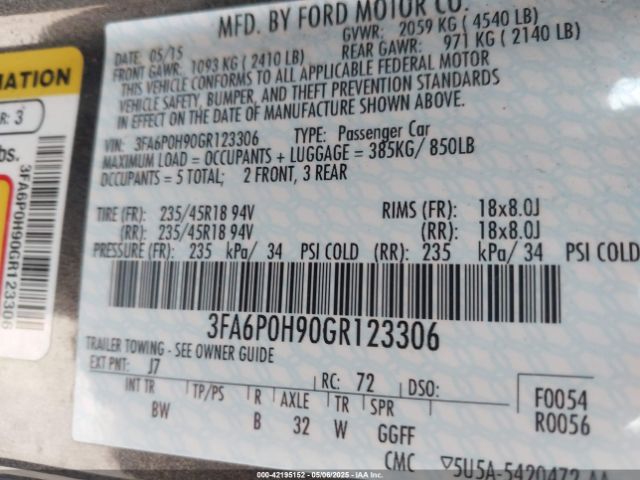 MFD. BY FORD MOTOR CO.
DATE: 05/15 GVWR: 2059 KG ( 4540 LB)
FRONT GAWR: 1093 KG ( 2410 LB) REAR GAWR: 971 KG ( 2140 LB)
THIS VEHICLE CONFORMS TO ALL APPLICABLE FEDERAL MOTOR
VEHICLE SAFETY, BUMPER, AND THEFT PREVENTION STANDARDS
IN EFFECT ON THE DATE OF MANUFACTURE SHOWN ABOVE.
VIN: 3FA6P0H90GR123306 TYPE: Passenger Car
MAXIMUM LOAD = OCCUPANTS + LUGGAGE = 385KG/ 850LB
OCCUPANTS = 5 TOTAL; 2 FRONT, 3 REAR
TIRE (FR): 235/45R18 94V RIMS (FR): 18x8.0J
(RR): 235/45R18 94V (RR): 18x8.0J
PRESSURE (FR): 235 kPa/ 34 PSI COLD (RR): 235 kPa/ 34 PSI COLD
3FA6P0H90GR123306
TRAILER TOWING - SEE OWNER GUIDE
EXT PNT: J7 RC: 72 DSO:
INT TR TP/PS R AXLE TR SPR F0054
BW B 32 W GGFF R0056
CMC 5U5A-5420472-AA
MATION
R: 3
lbs.
3FA6P0H90GR123306
©2025 IAA, Inc. 00-42195152 (05/06/2025) IAAI.com